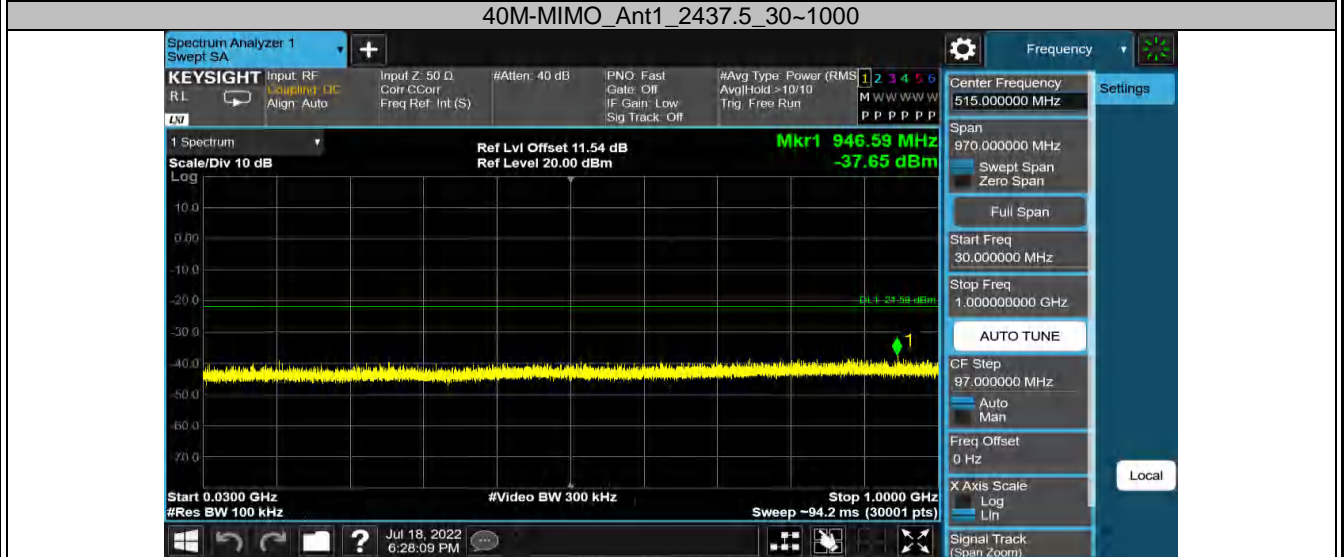 40M-MIMO_Ant1_2437.5_30~1000
Spectrum Analyzer 1
Swept SA
+
Frequency
KEYSIGHT
RL
LXI
Input: RF
Coupling: DC
Align: Auto
Input Z: 50 Ω
Corr CCorr
Freq Ref: Int (S)
#Atten: 40 dB
PNO: Fast
Gate: Off
IF Gain: Low
Sig Track: Off
#Avg Type: Power (RMS
Avg|Hold >10/10
Trig: Free Run
1 2 3 4 5 6
M W W W W W
P P P P P P
1 Spectrum
Scale/Div 10 dB
Log
Ref Lvl Offset 11.54 dB
Ref Level 20.00 dBm
Mkr1 946.59 MHz
-37.65 dBm
10.0
0.00
-10.0
-20.0
DL1 -21.59 dBm
-30.0
1
-40.0
-50.0
-60.0
-70.0
Start 0.0300 GHz
#Res BW 100 kHz
#Video BW 300 kHz
Stop 1.0000 GHz
Sweep ~94.2 ms (30001 pts)
?
Jul 18, 2022
6:28:09 PM
Center Frequency
515.000000 MHz
Span
970.000000 MHz
Swept Span
Zero Span
Full Span
Start Freq
30.000000 MHz
Stop Freq
1.000000000 GHz
AUTO TUNE
CF Step
97.000000 MHz
Auto
Man
Freq Offset
0 Hz
X Axis Scale
Log
Lin
Signal Track
(Span Zoom)
Settings
Local